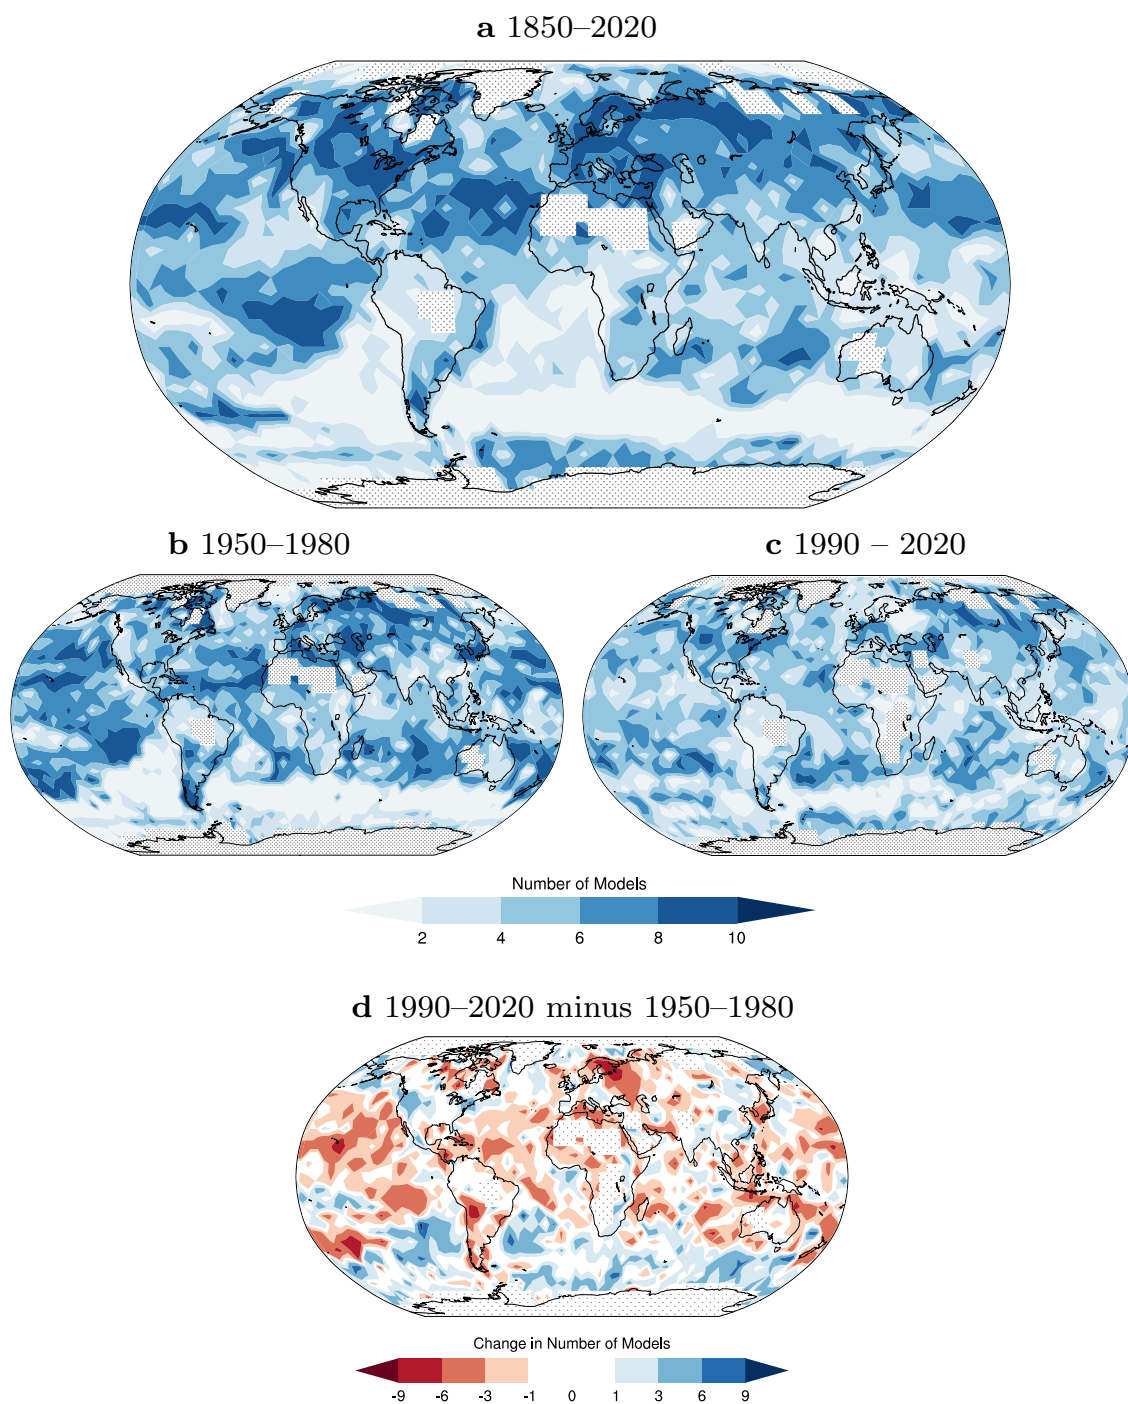 a 1850–2020
b 1950–1980
c 1990 – 2020
Number of Models
2 4 6 8 10
d 1990–2020 minus 1950–1980
Change in Number of Models
-9 -6 -3 -1 0 1 3 6 9